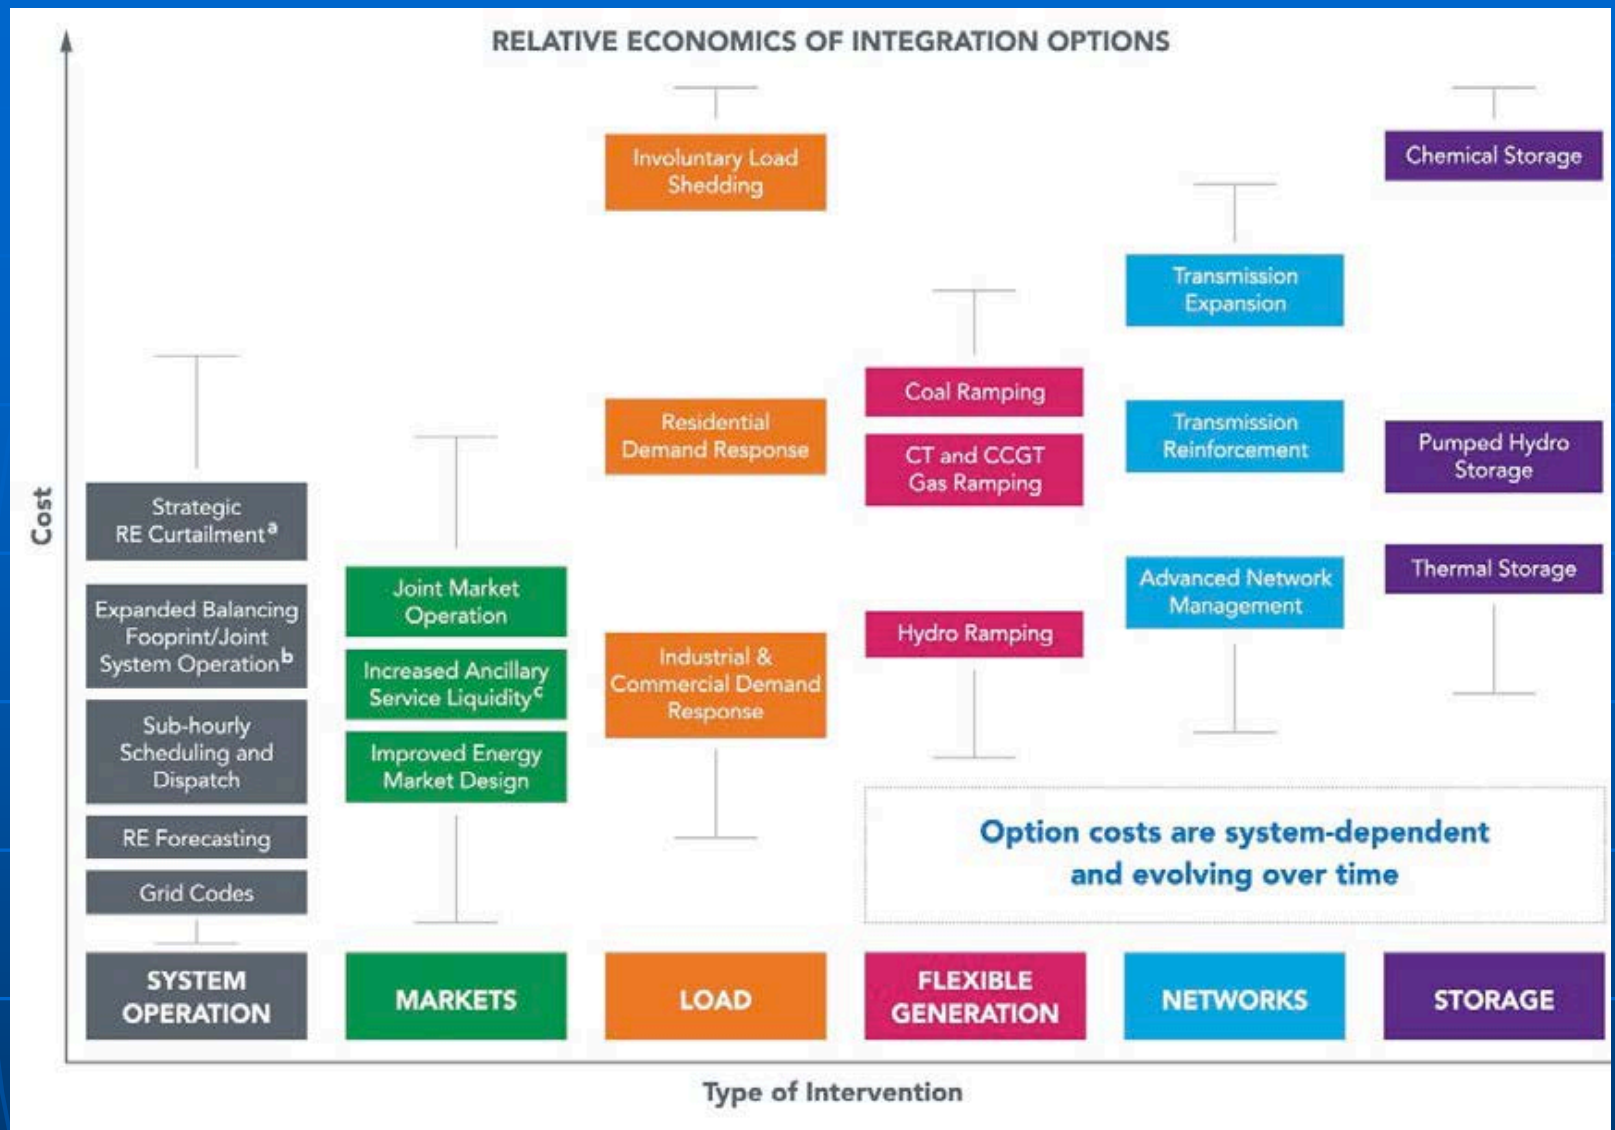 RELATIVE ECONOMICS OF INTEGRATION OPTIONS
Cost
Strategic
RE Curtailment a
Expanded Balancing
Fooprint/Joint
System Operation b
Sub-hourly
Scheduling and
Dispatch
RE Forecasting
Grid Codes
SYSTEM
OPERATION
Joint Market
Operation
Increased Ancillary
Service Liquidity c
Improved Energy
Market Design
MARKETS
Involuntary Load
Shedding
Residential
Demand Response
Industrial &
Commercial Demand
Response
LOAD
Coal Ramping
CT and CCGT
Gas Ramping
Hydro Ramping
FLEXIBLE
GENERATION
Transmission
Expansion
Transmission
Reinforcement
Advanced Network
Management
NETWORKS
Chemical Storage
Pumped Hydro
Storage
Thermal Storage
STORAGE
Option costs are system-dependent
and evolving over time
Type of Intervention